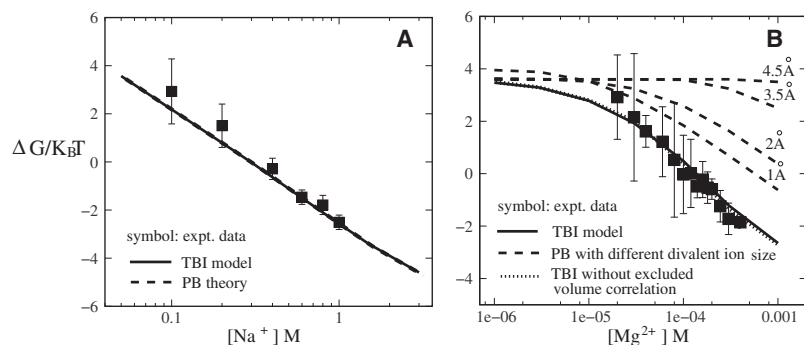 A
6
4
2
0
−2
−4
−6
ΔG/K_BT
symbol: expt. data
TBI model
PB theory
0.1
1
[Na⁺] M
B
6
4
2
0
−2
−4
4.5Å
3.5Å
2Å
1Å
symbol: expt. data
TBI model
PB with different divalent ion size
TBI without excluded
volume correlation
1e−06
1e−05
1e−04
0.001
[Mg²⁺] M